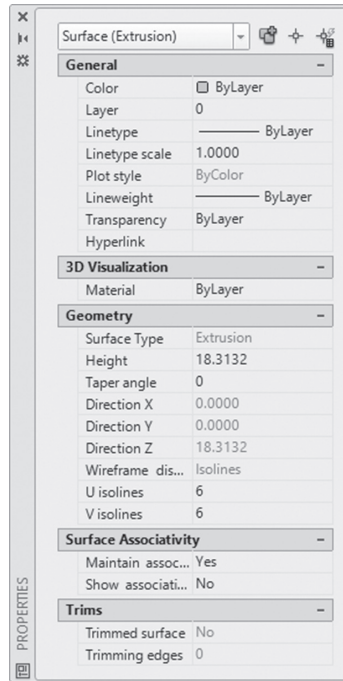 Surface (Extrusion)
General
Color ByLayer
Layer 0
Linetype ByLayer
Linetype scale 1.0000
Plot style ByColor
Lineweight ByLayer
Transparency ByLayer
Hyperlink
3D Visualization
Material ByLayer
Geometry
Surface Type Extrusion
Height 18.3132
Taper angle 0
Direction X 0.0000
Direction Y 0.0000
Direction Z 18.3132
Wireframe dis... Isolines
U isolines 6
V isolines 6
Surface Associativity
Maintain assoc... Yes
Show associati... No
Trims
Trimmed surface No
Trimming edges 0
PROPERTIES